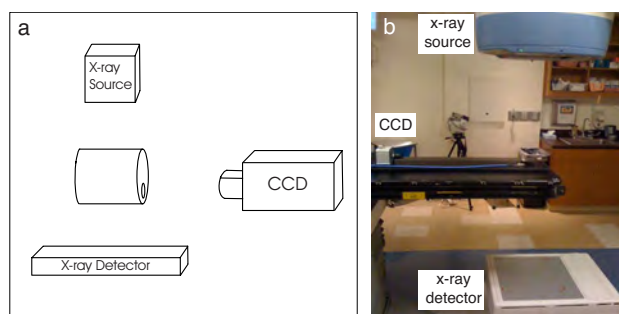 a
X-ray
Source
CCD
X-ray Detector
b
x-ray
source
CCD
x-ray
detector